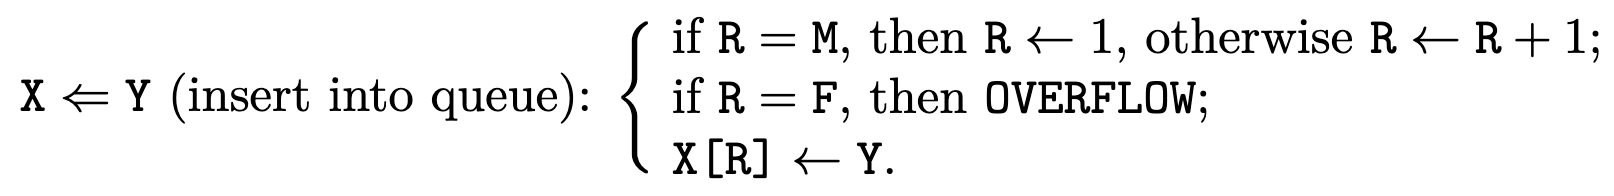 if R = M, then R ← 1, otherwise R ← R + 1;
X ⇐ Y (insert into queue): { if R = F, then OVERFLOW;
X[R] ← Y.